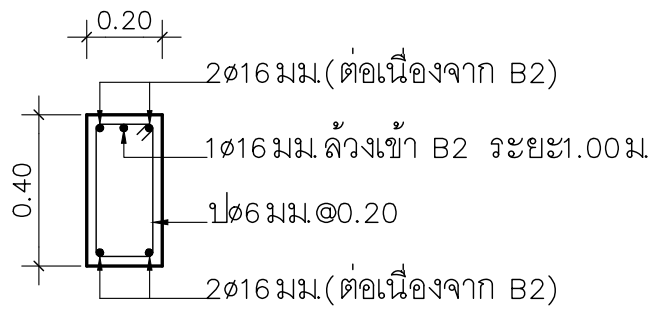 0.20
2ø16 มม.(ต่อเนื่องจาก B2)
1ø16 มม. ล้วงเข้า B2 ระยะ1.00 ม.
0.40
ปø6 มม.@0.20
2ø16 มม.(ต่อเนื่องจาก B2)